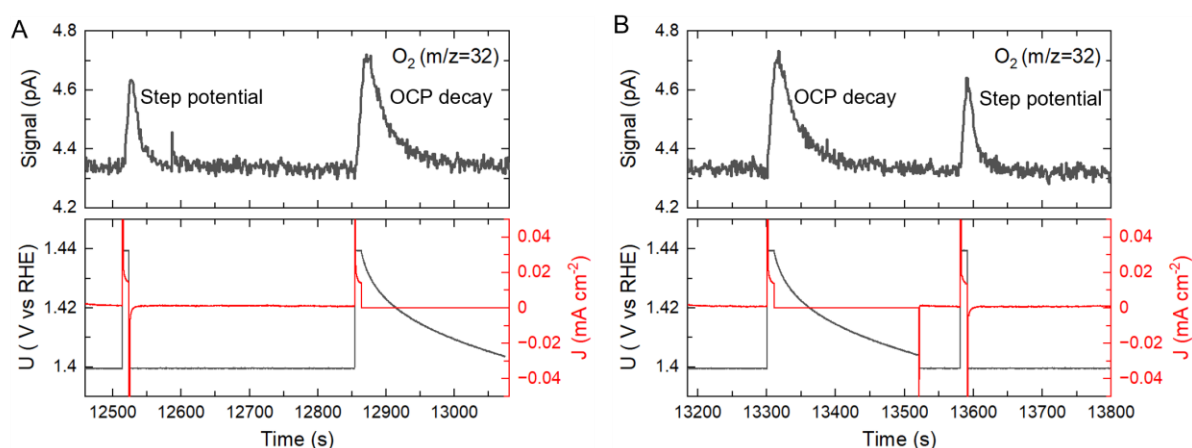 A
4.8
4.6
4.4
4.2
Signal (pA)
O₂ (m/z=32)
Step potential
OCP decay
1.44
1.42
1.4
U ( V vs RHE)
0.04
0.02
0
−0.02
−0.04
J (mA cm⁻²)
12500 12600 12700 12800 12900 13000
Time (s)
B
4.8
4.6
4.4
4.2
Signal (pA)
O₂ (m/z=32)
OCP decay
Step potential
1.44
1.42
1.4
U ( V vs RHE)
0.04
0.02
0
−0.02
−0.04
J (mA cm⁻²)
13200 13300 13400 13500 13600 13700 13800
Time (s)